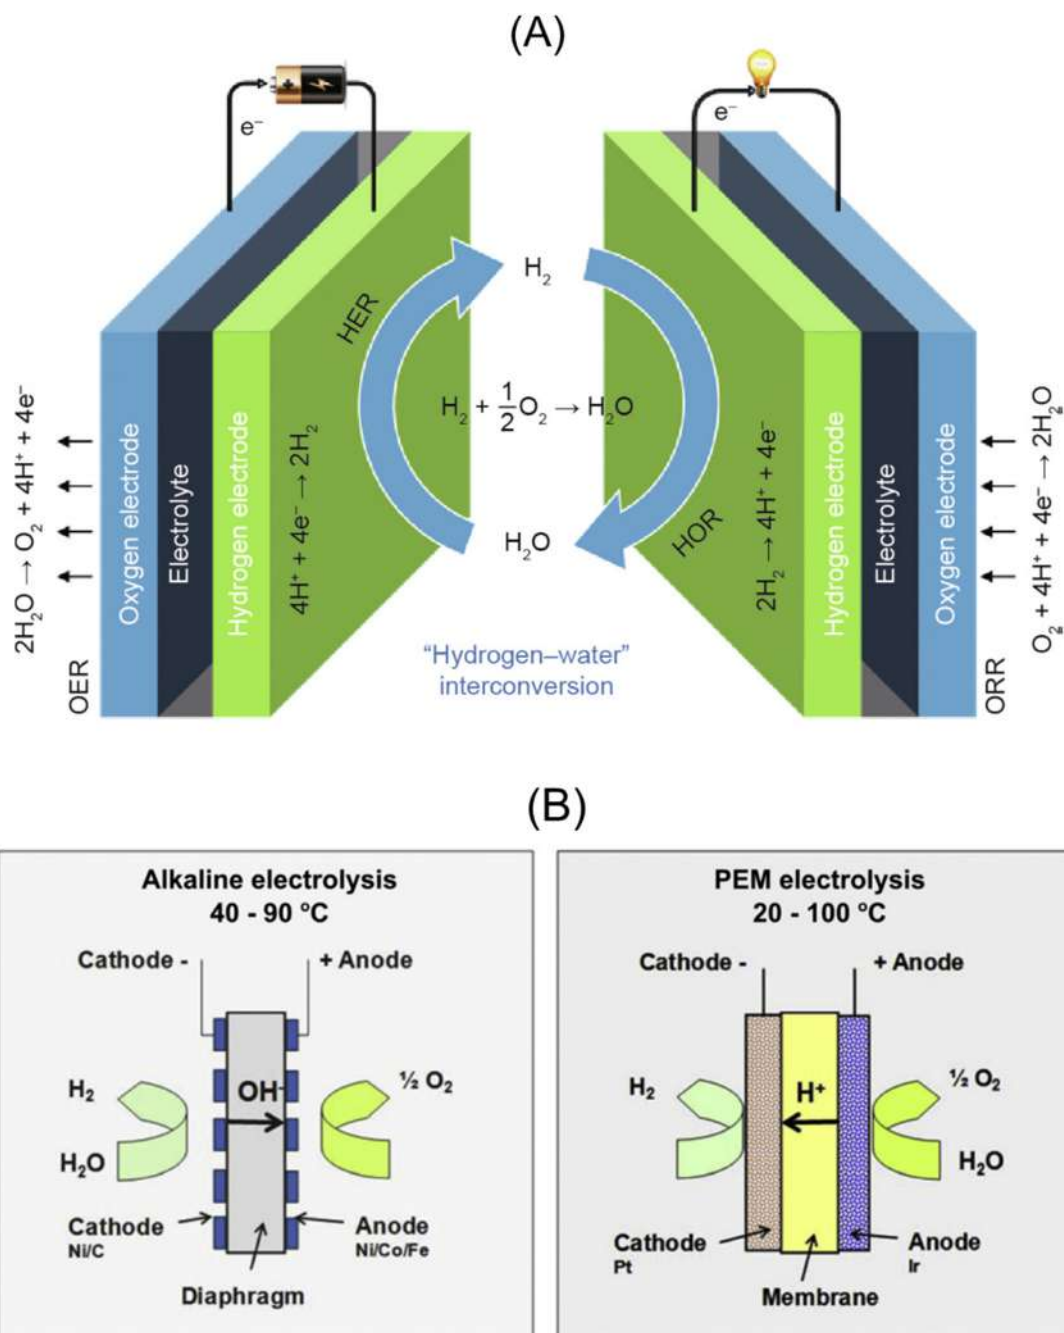 (A)
e⁻
e⁻
H₂
HER
H₂ + 1/2 O₂ → H₂O
H₂O
HOR
"Hydrogen–water"
interconversion
2H₂O → O₂ + 4H⁺ + 4e⁻
OER
Oxygen electrode
Electrolyte
Hydrogen electrode
4H⁺ + 4e⁻ → 2H₂
2H₂ → 4H⁺ + 4e⁻
Hydrogen electrode
Electrolyte
Oxygen electrode
ORR
O₂ + 4H⁺ + 4e⁻ → 2H₂O
(B)
Alkaline electrolysis
40 - 90 °C
Cathode -
+ Anode
H₂
OH⁻
½ O₂
H₂O
Cathode
Ni/C
Anode
Ni/Co/Fe
Diaphragm
PEM electrolysis
20 - 100 °C
Cathode -
+ Anode
H₂
H⁺
½ O₂
H₂O
Cathode
Pt
Anode
Ir
Membrane